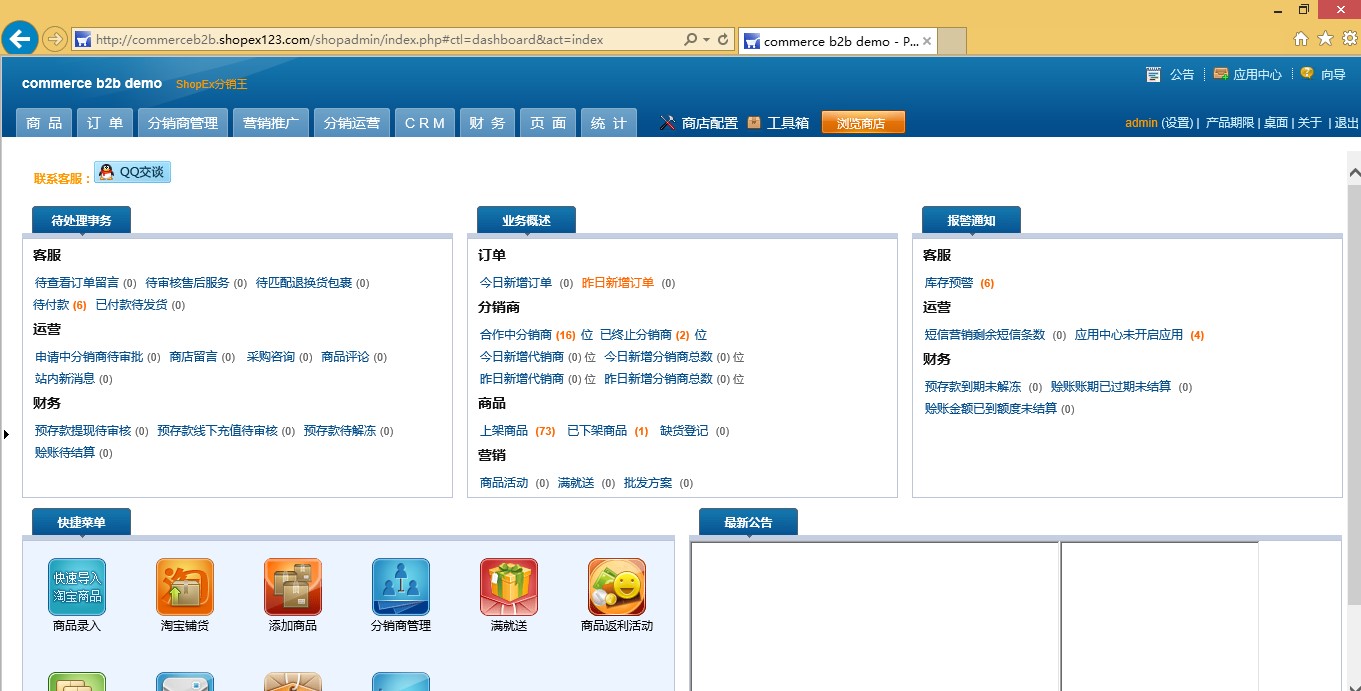 http://commerceb2b.shopex123.com/shopadmin/index.php#ctl=dashboard&act=index
commerce b2b demo - P...
commerce b2b demo ShopEx分销王
公告 应用中心 向导
商品 订单 分销商管理 营销推广 分销运营 CRM 财务 页面 统计 商店配置 工具箱 浏览商店
admin (设置) | 产品期限 | 桌面 | 关于 | 退出
联系客服: QQ交谈
待处理事务
客服
待查看订单留言 (0) 待审核售后服务 (0) 待匹配退换货包裹 (0)
待付款 (6) 已付款待发货 (0)
运营
申请中分销商待审批 (0) 商店留言 (0) 采购咨询 (0) 商品评论 (0)
站内新消息 (0)
财务
预存款提现待审核 (0) 预存款线下充值待审核 (0) 预存款待解冻 (0)
赊账待结算 (0)
业务概述
订单
今日新增订单 (0) 昨日新增订单 (0)
分销商
合作中分销商 (16) 位 已终止分销商 (2) 位
今日新增代销商 (0) 位 今日新增分销商总数 (0) 位
昨日新增代销商 (0) 位 昨日新增分销商总数 (0) 位
商品
上架商品 (73) 已下架商品 (1) 缺货登记 (0)
营销
商品活动 (0) 满就送 (0) 批发方案 (0)
报警通知
客服
库存预警 (6)
运营
短信营销剩余短信条数 (0) 应用中心未开启应用 (4)
财务
预存款到期未解冻 (0) 赊账账期已过期未结算 (0)
赊账金额已到额度未结算 (0)
快捷菜单
快速导入
淘宝商品
淘
商品录入 淘宝铺货 添加商品 分销商管理 满就送 商品返利活动
最新公告